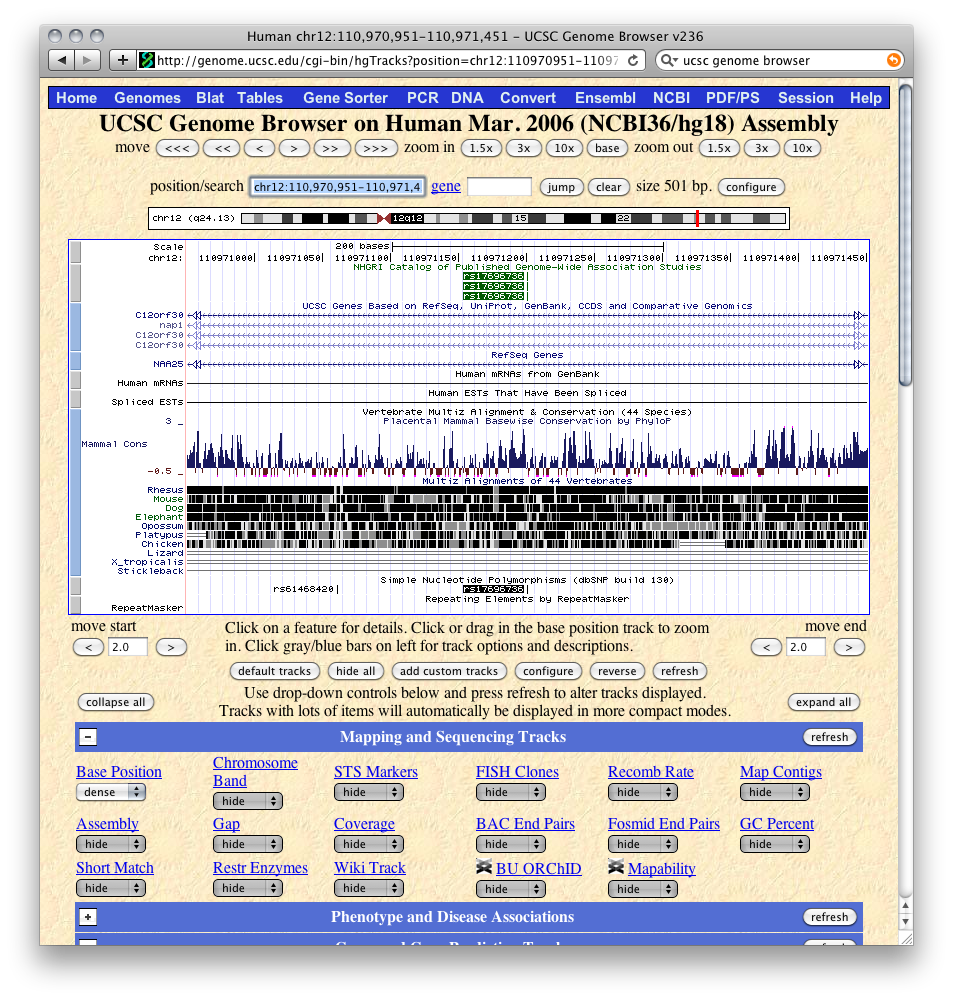 Human chr12:110,970,951-110,971,451 - UCSC Genome Browser v236
http://genome.ucsc.edu/cgi-bin/hgTracks?position=chr12:110970951-11097
ucsc genome browser
Home Genomes Blat Tables Gene Sorter PCR DNA Convert Ensembl NCBI PDF/PS Session Help
UCSC Genome Browser on Human Mar. 2006 (NCBI36/hg18) Assembly
move <<< << < > >> >>> zoom in 1.5x 3x 10x base zoom out 1.5x 3x 10x
position/search chr12:110,970,951-110,971,4 gene jump clear size 501 bp. configure
chr12 (q24.13) 12q12 15 22
Scale 200 bases
chr12: 110971000| 110971050| 110971100| 110971150| 110971200| 110971250| 110971300| 110971350| 110971400| 110971450|
NHGRI Catalog of Published Genome-Wide Association Studies
rs17696736
rs17696736
rs17696736
UCSC Genes Based on RefSeq, UniProt, GenBank, CCDS and Comparative Genomics
C12orf30
nap1
C12orf30
C12orf30
RefSeq Genes
NAA25
Human mRNAs from GenBank
Human mRNAs
Human ESTs That Have Been Spliced
Spliced ESTs
Vertebrate Multiz Alignment & Conservation (44 Species)
Placental Mammal Basewise Conservation by PhyloP
3 _
Mammal Cons
-0.5 _
Multiz Alignments of 44 Vertebrates
Rhesus
Mouse
Dog
Elephant
Opossum
Platypus
Chicken
Lizard
X_tropicalis
Stickleback
Simple Nucleotide Polymorphisms (dbSNP build 130)
rs61468420 rs17696736
Repeating Elements by RepeatMasker
RepeatMasker
move start Click on a feature for details. Click or drag in the base position track to zoom move end
< 2.0 > in. Click gray/blue bars on left for track options and descriptions. < 2.0 >
default tracks hide all add custom tracks configure reverse refresh
collapse all Use drop-down controls below and press refresh to alter tracks displayed. expand all
Tracks with lots of items will automatically be displayed in more compact modes.
- Mapping and Sequencing Tracks refresh
Base Position Chromosome Band STS Markers FISH Clones Recomb Rate Map Contigs
dense hide hide hide hide hide
Assembly Gap Coverage BAC End Pairs Fosmid End Pairs GC Percent
hide hide hide hide hide hide
Short Match Restr Enzymes Wiki Track BU ORChID Mapability
hide hide hide hide hide
+ Phenotype and Disease Associations refresh